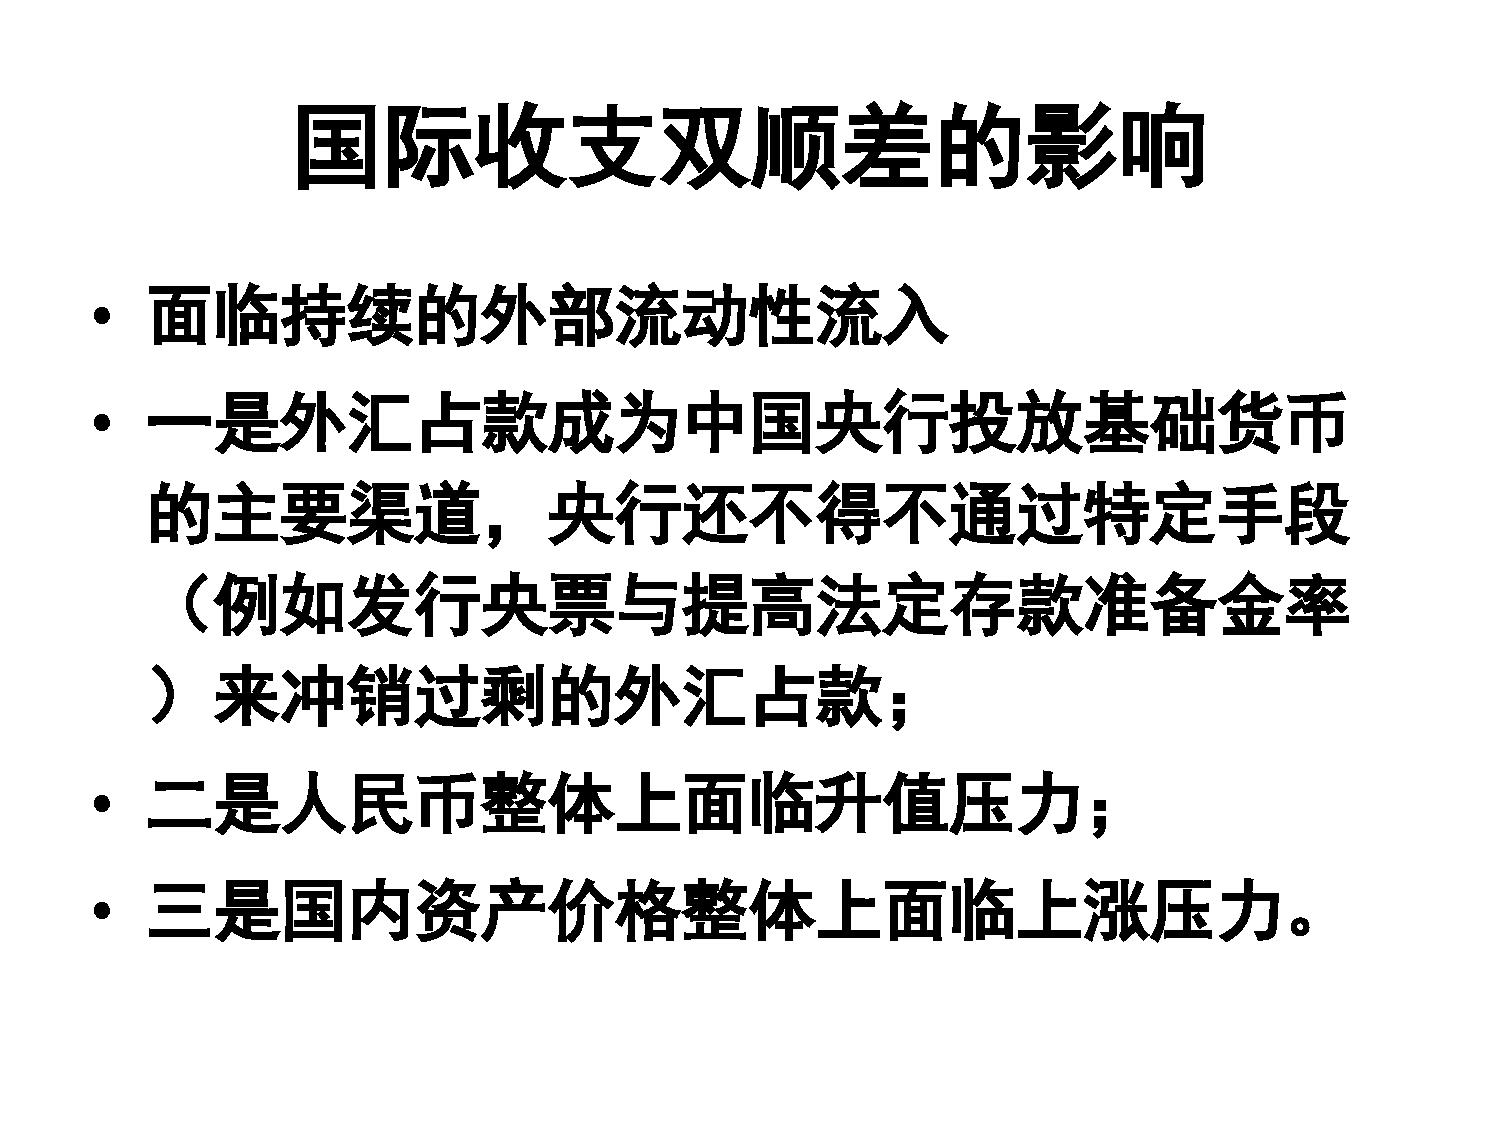 国际收支双顺差的影响
• 面临持续的外部流动性流入
• 一是外汇占款成为中国央行投放基础货币
的主要渠道，央行还不得不通过特定手段
（例如发行央票与提高法定存款准备金率
）来冲销过剩的外汇占款；
• 二是人民币整体上面临升值压力；
• 三是国内资产价格整体上面临上涨压力。